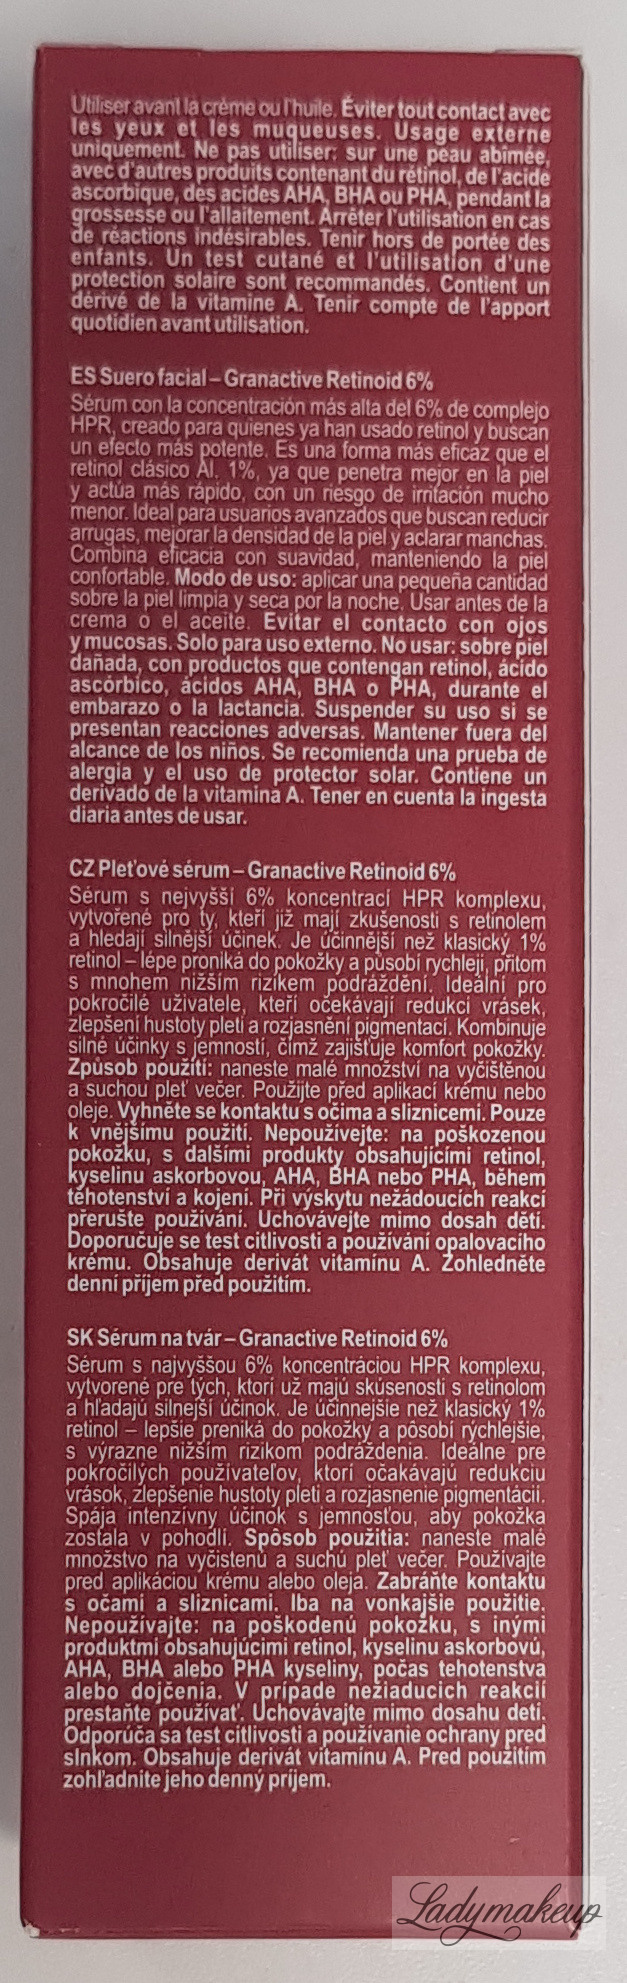 Utiliser avant la crème ou l'huile. Éviter tout contact avec
les yeux et les muqueuses. Usage externe
uniquement. Ne pas utiliser: sur une peau abîmée,
avec d'autres produits contenant du rétinol, de l'acide
ascorbique, des acides AHA, BHA ou PHA, pendant la
grossesse ou l'allaitement. Arrêter l'utilisation en cas
de réactions indésirables. Tenir hors de portée des
enfants. Un test cutané et l'utilisation d'une
protection solaire sont recommandés. Contient un
dérivé de la vitamine A. Tenir compte de l'apport
quotidien avant utilisation.
ES Suero facial – Granactive Retinoid 6%
Sérum con la concentración más alta del 6% de complejo
HPR, creado para quienes ya han usado retinol y buscan
un efecto más potente. Es una forma más eficaz que el
retinol clásico Al. 1%, ya que penetra mejor en la piel
y actúa más rápido, con un riesgo de irritación mucho
menor. Ideal para usuarios avanzados que buscan reducir
arrugas, mejorar la densidad de la piel y aclarar manchas.
Combina eficacia con suavidad, manteniendo la piel
confortable. Modo de uso: aplicar una pequeña cantidad
sobre la piel limpia y seca por la noche. Usar antes de la
crema o el aceite. Evitar el contacto con ojos
y mucosas. Solo para uso externo. No usar: sobre piel
dañada, con productos que contengan retinol, ácido
ascórbico, ácidos AHA, BHA o PHA, durante el
embarazo o la lactancia. Suspender su uso si se
presentan reacciones adversas. Mantener fuera del
alcance de los niños. Se recomienda una prueba de
alergia y el uso de protector solar. Contiene un
derivado de la vitamina A. Tener en cuenta la ingesta
diaria antes de usar.
CZ Pleťové sérum – Granactive Retinoid 6%
Sérum s nejvyšší 6% koncentrací HPR komplexu,
vytvořené pro ty, kteří již mají zkušenosti s retinolem
a hledají silnější účinek. Je účinnější než klasický 1%
retinol – lépe proniká do pokožky a působí rychleji, přitom
s mnohem nižším rizikem podráždění. Ideální pro
pokročilé uživatele, kteří očekávají redukci vrásek,
zlepšení hustoty pleti a rozjasnění pigmentací. Kombinuje
silné účinky s jemností, čímž zajišťuje komfort pokožky.
Způsob použití: naneste malé množství na vyčištěnou
a suchou pleť večer. Použijte před aplikací krému nebo
oleje. Vyhněte se kontaktu s očima a sliznicemi. Pouze
k vnějšímu použití. Nepoužívejte: na poškozenou
pokožku, s dalšími produkty obsahujícími retinol,
kyselinu askorbovou, AHA, BHA nebo PHA, během
těhotenství a kojení. Při výskytu nežádoucích reakcí
přerušte používání. Uchovávejte mimo dosah dětí.
Doporučuje se test citlivosti a používání opalovacího
krému. Obsahuje derivát vitamínu A. Zohledněte
denní příjem před použitím.
SK Sérum na tvár – Granactive Retinoid 6%
Sérum s najvyššou 6% koncentráciou HPR komplexu,
vytvorené pre tých, ktorí už majú skúsenosti s retinolom
a hľadajú silnejší účinok. Je účinnejšie než klasický 1%
retinol – lepšie preniká do pokožky a pôsobí rýchlejšie,
s výrazne nižším rizikom podráždenia. Ideálne pre
pokročilých používateľov, ktorí očakávajú redukciu
vrások, zlepšenie hustoty pleti a rozjasnenie pigmentácií.
Spája intenzívny účinok s jemnosťou, aby pokožka
zostala v pohodlí. Spôsob použitia: naneste malé
množstvo na vyčistenú a suchú pleť večer. Používajte
pred aplikáciou krému alebo oleja. Zabráňte kontaktu
s očami a sliznicami. Iba na vonkajšie použitie.
Nepoužívajte: na poškodenú pokožku, s inými
produktmi obsahujúcimi retinol, kyselinu askorbovú,
AHA, BHA alebo PHA kyseliny, počas tehotenstva
alebo dojčenia. V prípade nežiaducich reakcií
prestaňte používať. Uchovávajte mimo dosahu detí.
Odporúča sa test citlivosti a používanie ochrany pred
slnkom. Obsahuje derivát vitamínu A. Pred použitím
zohľadnite jeho denný príjem.
Ladymakeup